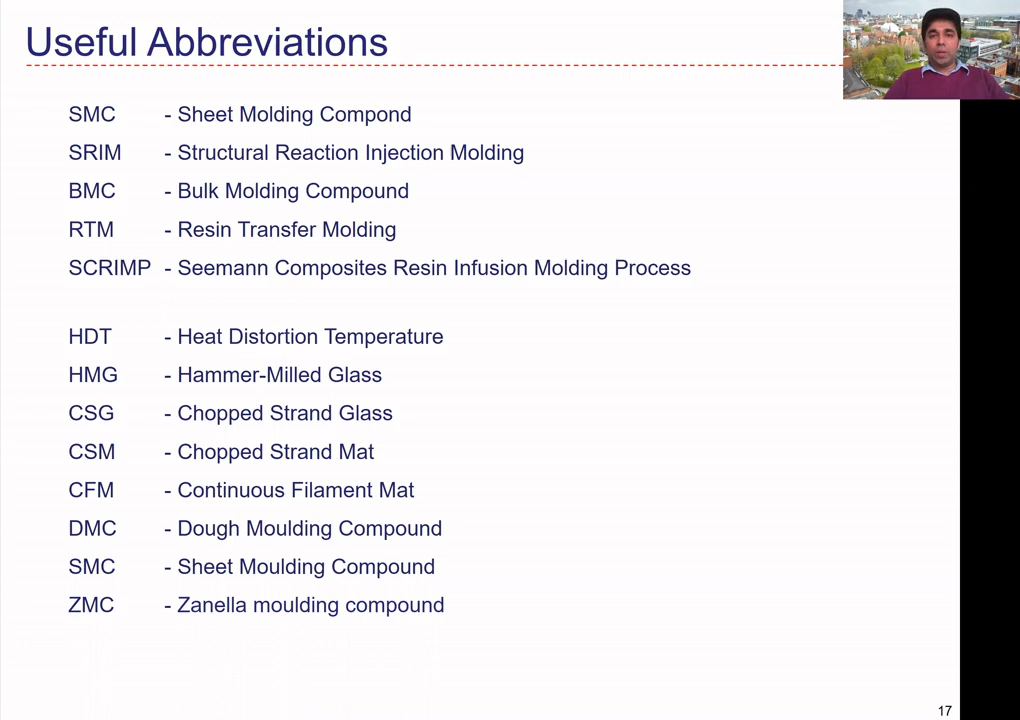 Useful Abbreviations
SMC - Sheet Molding Compond
SRIM - Structural Reaction Injection Molding
BMC - Bulk Molding Compound
RTM - Resin Transfer Molding
SCRIMP - Seemann Composites Resin Infusion Molding Process
HDT - Heat Distortion Temperature
HMG - Hammer-Milled Glass
CSG - Chopped Strand Glass
CSM - Chopped Strand Mat
CFM - Continuous Filament Mat
DMC - Dough Moulding Compound
SMC - Sheet Moulding Compound
ZMC - Zanella moulding compound
17